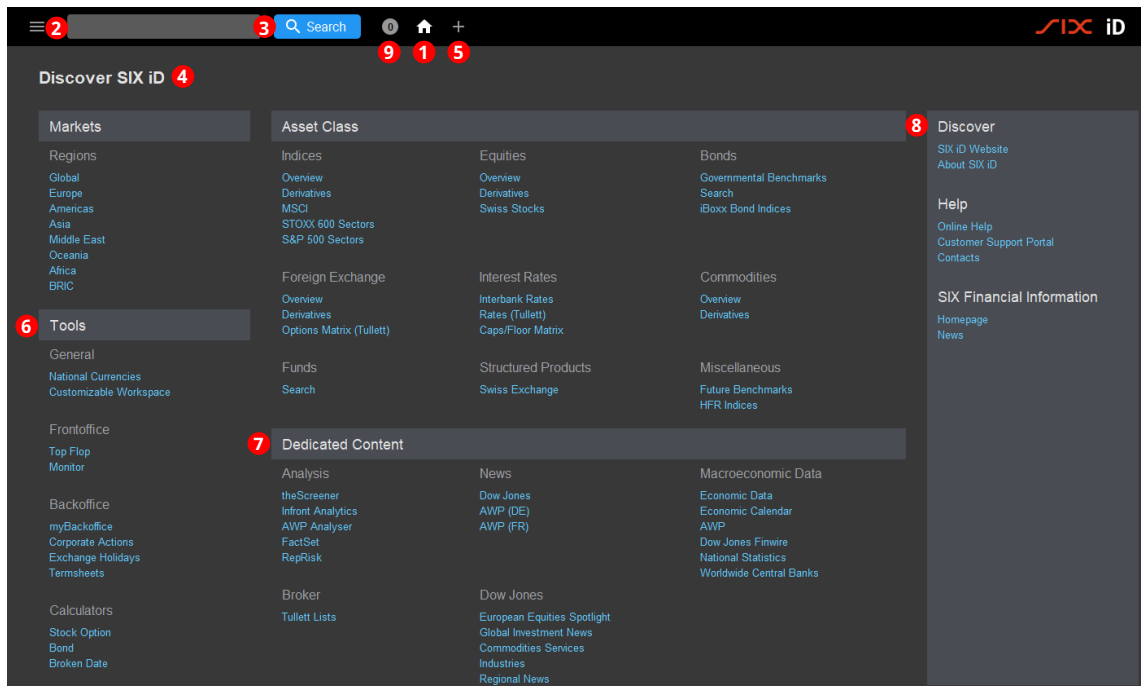 2
3 Search
0
SIX iD
9
1
5
Discover SIX iD 4
Markets
Regions
Global
Europe
Americas
Asia
Middle East
Oceania
Africa
BRIC
6 Tools
General
National Currencies
Customizable Workspace
Frontoffice
Top Flop
Monitor
Backoffice
myBackoffice
Corporate Actions
Exchange Holidays
Termsheets
Calculators
Stock Option
Bond
Broken Date
Asset Class
Indices
Overview
Derivatives
MSCI
STOXX 600 Sectors
S&P 500 Sectors
Equities
Overview
Derivatives
Swiss Stocks
Bonds
Governmental Benchmarks
Search
iBoxx Bond Indices
Foreign Exchange
Overview
Derivatives
Options Matrix (Tullett)
Interest Rates
Interbank Rates
Rates (Tullett)
Caps/Floor Matrix
Commodities
Overview
Derivatives
Funds
Search
Structured Products
Swiss Exchange
Miscellaneous
Future Benchmarks
HFR Indices
7 Dedicated Content
Analysis
theScreener
Infront Analytics
AWP Analyser
FactSet
RepRisk
News
Dow Jones
AWP (DE)
AWP (FR)
Macroeconomic Data
Economic Data
Economic Calendar
AWP
Dow Jones Finwire
National Statistics
Worldwide Central Banks
Broker
Tullett Lists
Dow Jones
European Equities Spotlight
Global Investment News
Commodities Services
Industries
Regional News
8 Discover
SIX iD Website
About SIX iD
Help
Online Help
Customer Support Portal
Contacts
SIX Financial Information
Homepage
News